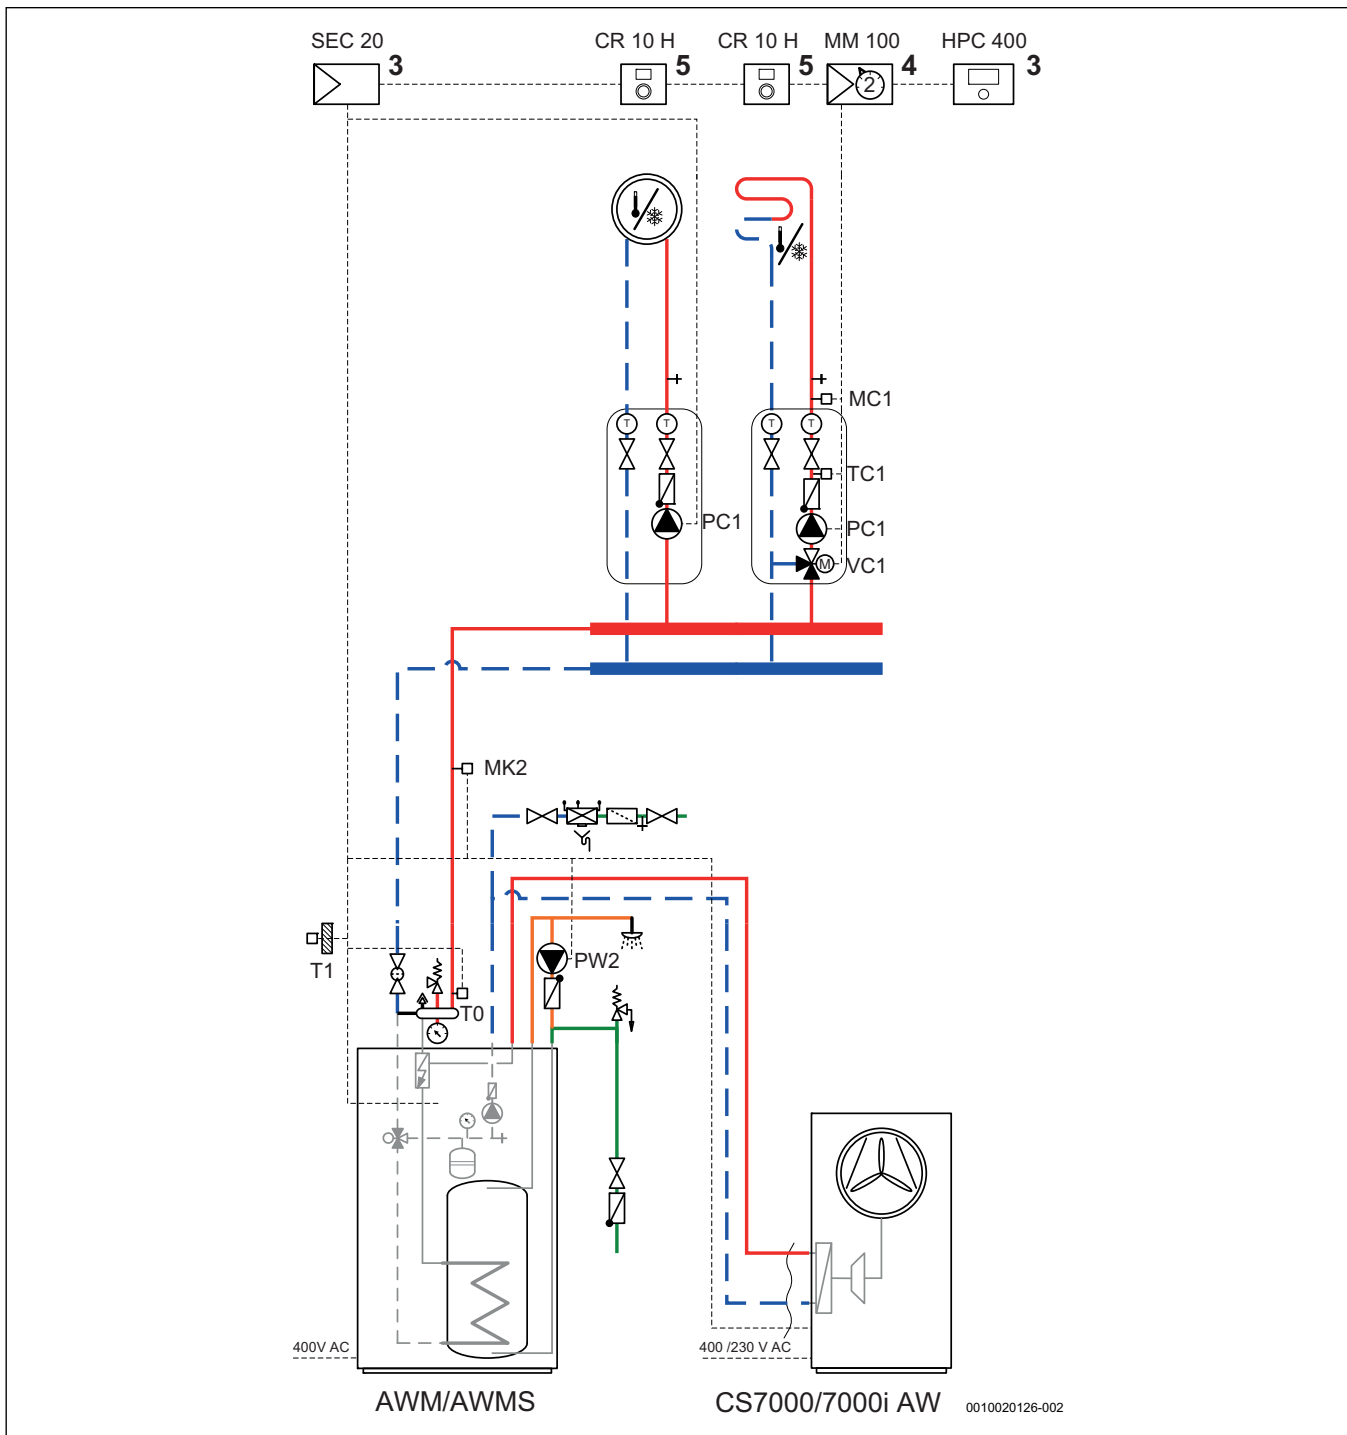 SEC 20
3
CR 10 H
5
CR 10 H
5
MM 100
4
2
HPC 400
3
MC1
T
T
T
T
TC1
PC1
PC1
M
VC1
MK2
T1
PW2
T0
400V AC
400 /230 V AC
AWM/AWMS
CS7000/7000i AW
0010020126-002